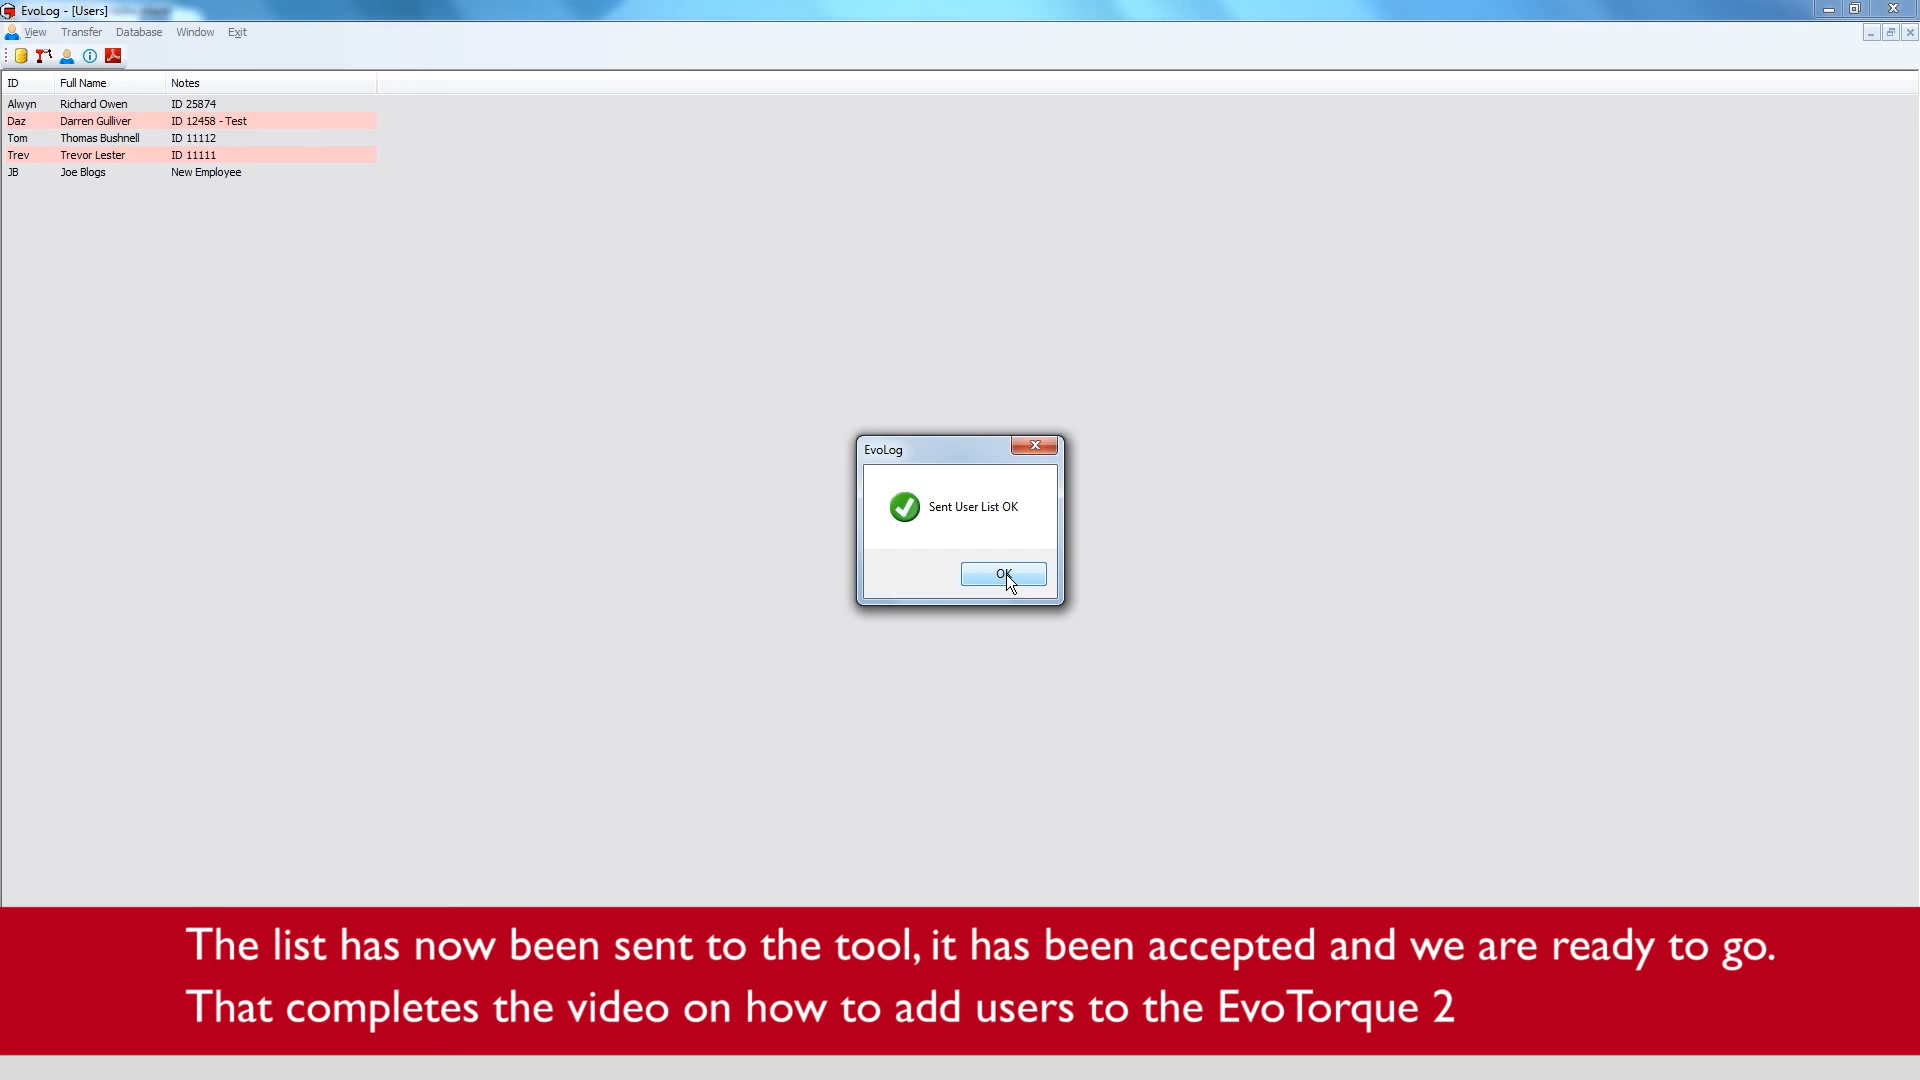 EvoLog - [Users]
View Transfer Database Window Exit
ID Full Name Notes
Alwyn Richard Owen ID 25874
Daz Darren Gulliver ID 12458 - Test
Tom Thomas Bushnell ID 11112
Trev Trevor Lester ID 11111
JB Joe Blogs New Employee
EvoLog
Sent User List OK
OK
The list has now been sent to the tool, it has been accepted and we are ready to go.
That completes the video on how to add users to the EvoTorque 2